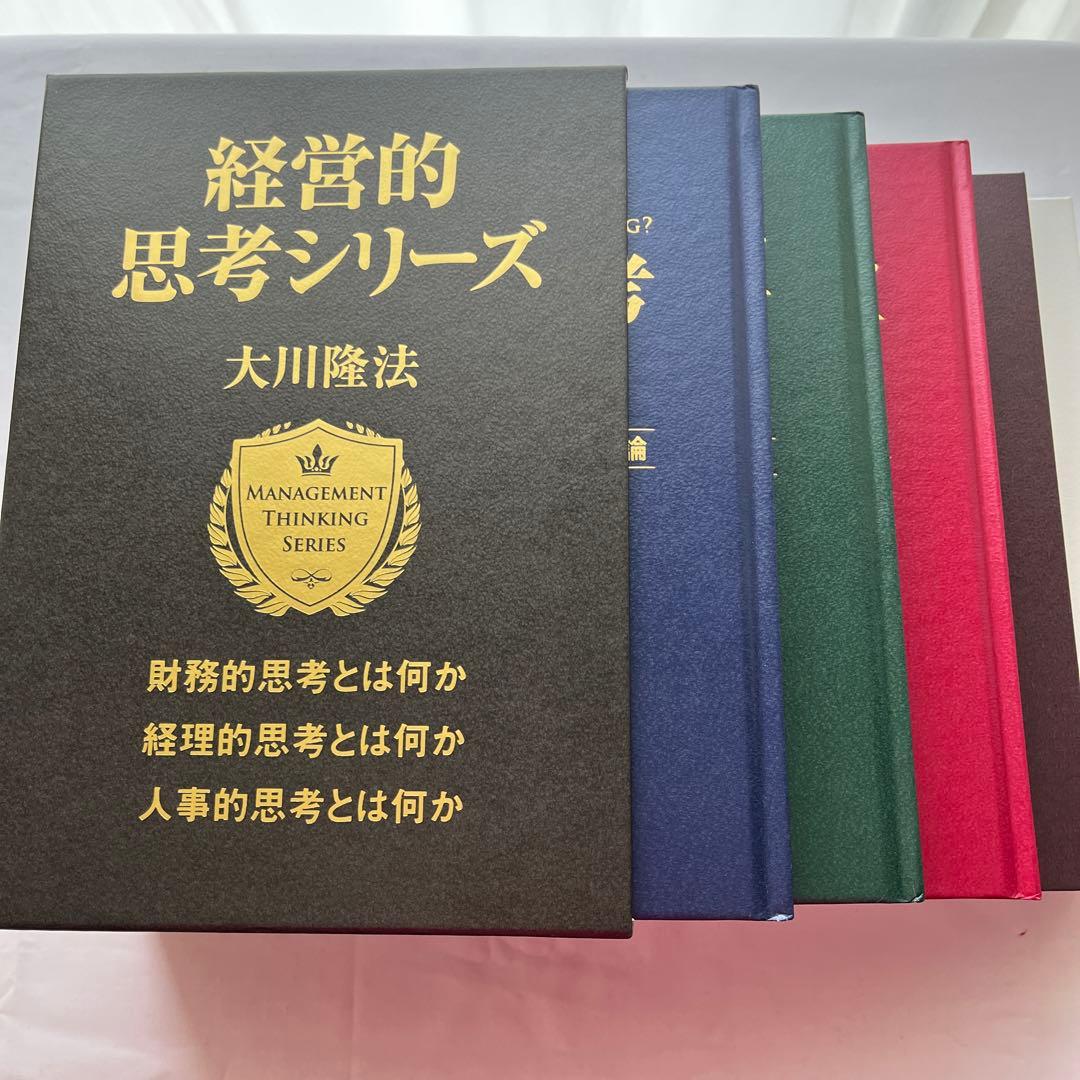 経営的
思考シリーズ
大川隆法
MANAGEMENT
THINKING
SERIES
財務的思考とは何か
経理的思考とは何か
人事的思考とは何か
G?
考
論